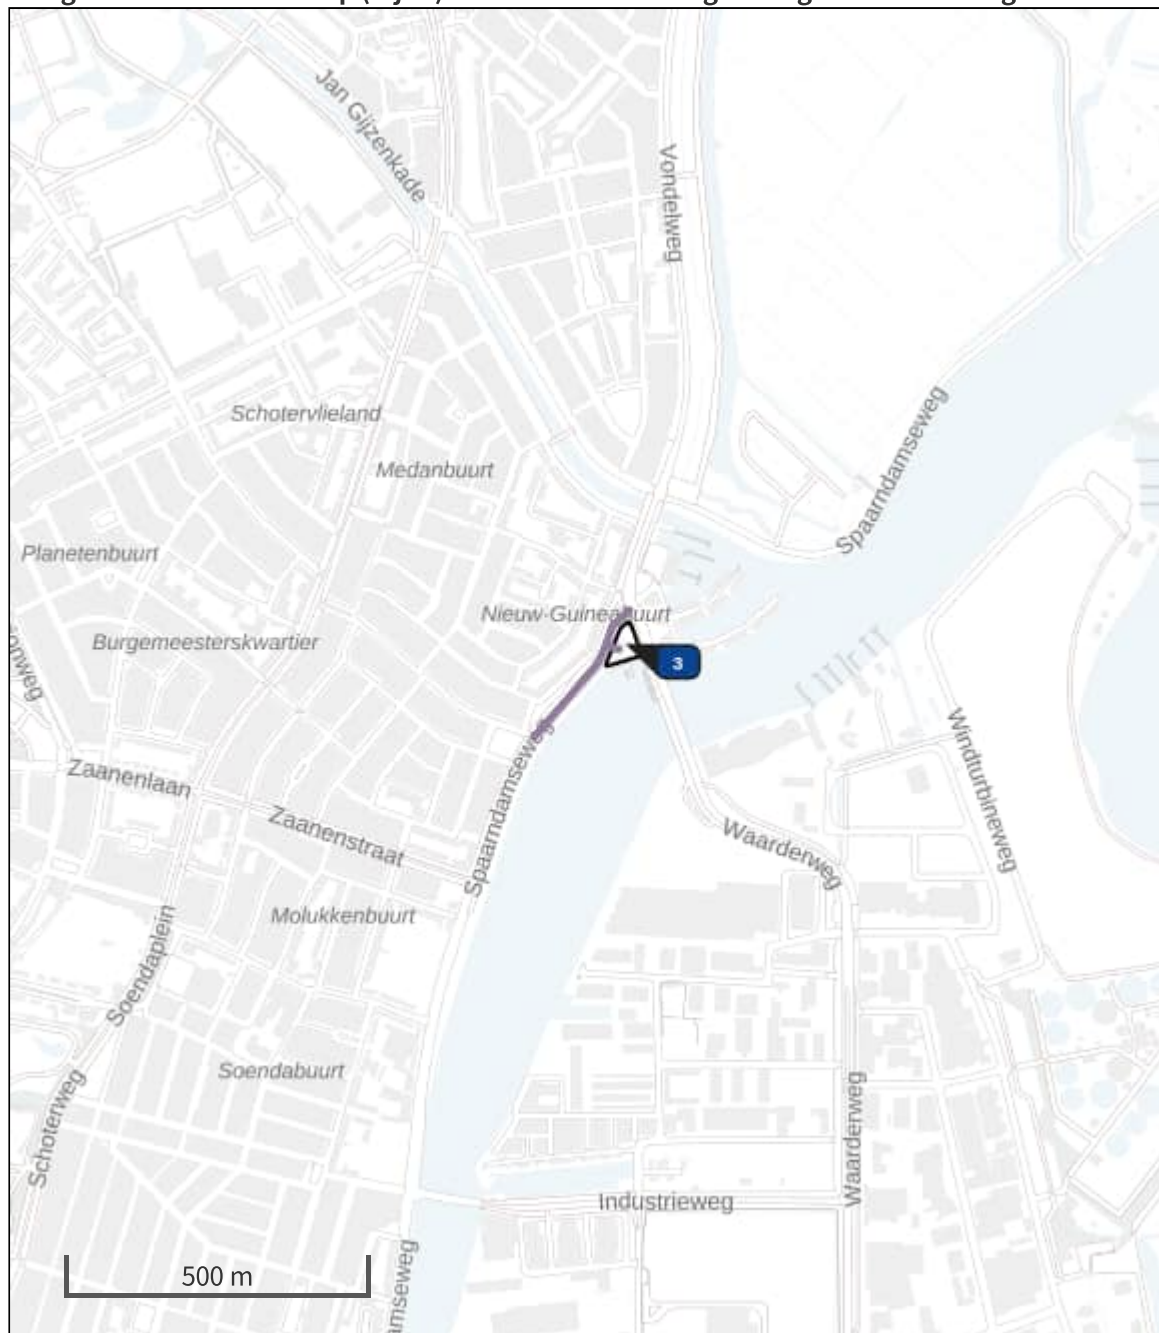 Jan Gijzenkade
Vondelweg
Schotervlieland
Medanbuurt
Spaarndamseweg
Planetenbuurt
Nieuw-Guineabuurt
Burgemeesterskwartier
3
Zaanenlaan
Spaarndamseweg
Windturbineweg
Zaanenstraat
Waarderweg
Molukkenbuurt
Soendaplein
Soendabuurt
Schoterweg
Waarderweg
Industrieweg
500 m